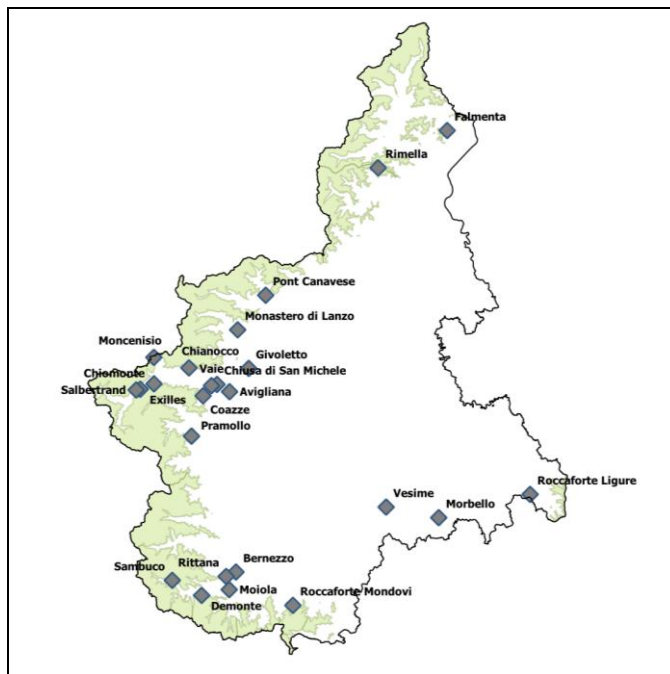 Falmenta
Rimella
Pont Canavese
Monastero di Lanzo
Moncenisio
Chianocco
Givoletto
Chiomonte
Vaie
Chiusa di San Michele
Salbertrand
Exilles
Avigliana
Coazze
Pramollo
Roccaforte Ligure
Vesime
Morbello
Sambuco
Rittana
Bernezzo
Moiola
Roccaforte Mondovi
Demonte